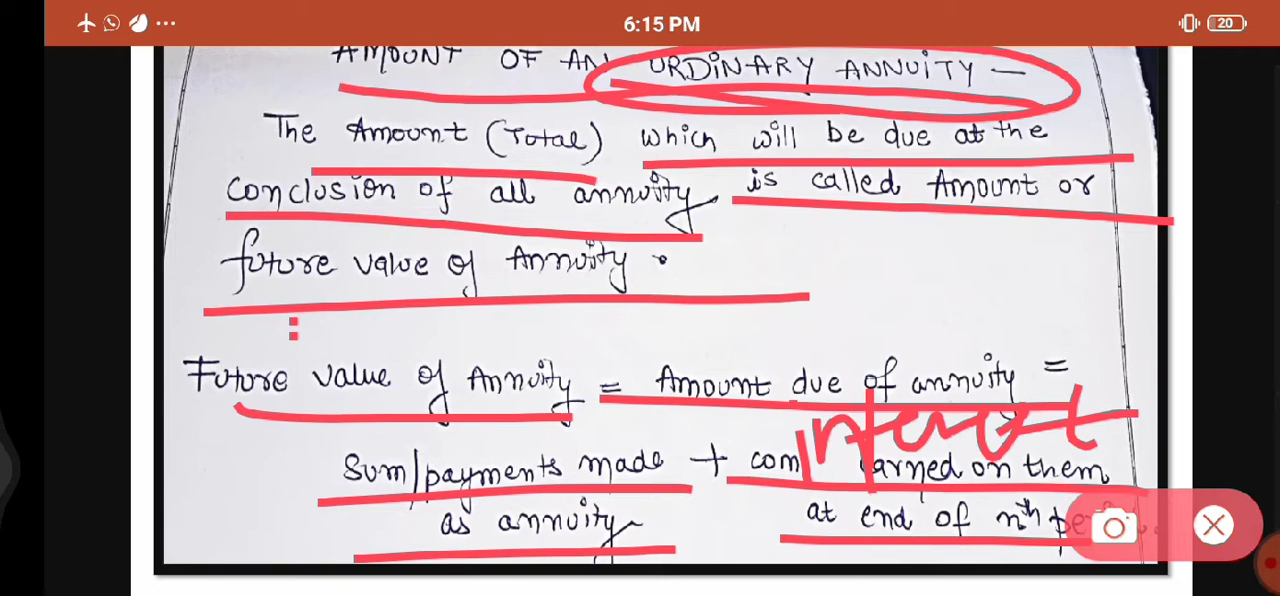 6:15 PM
20
AMOUNT OF AN ORDINARY ANNUITY —
The Amount (Total) which will be due at the
conclusion of all annuity is called Amount or
future value of Annuity .
Future value of Annuity = Amount due of annuity =
interest
Sum/payments made + com earned on them
as annuity at end of nth